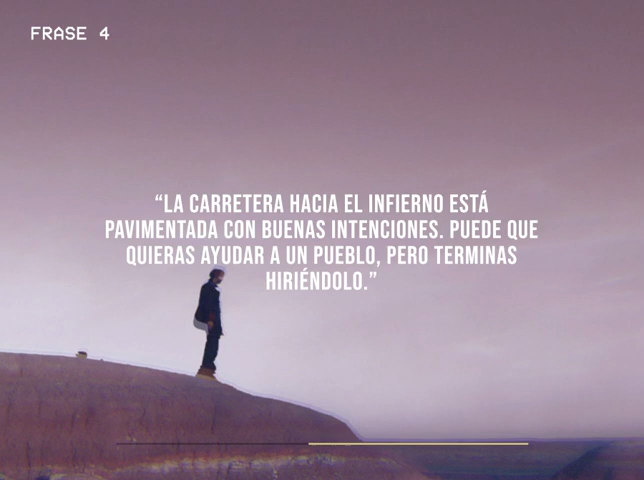 FRASE 4
“LA CARRETERA HACIA EL INFIERNO ESTÁ
PAVIMENTADA CON BUENAS INTENCIONES. PUEDE QUE
QUIERAS AYUDAR A UN PUEBLO, PERO TERMINAS
HIRIÉNDOLO.”